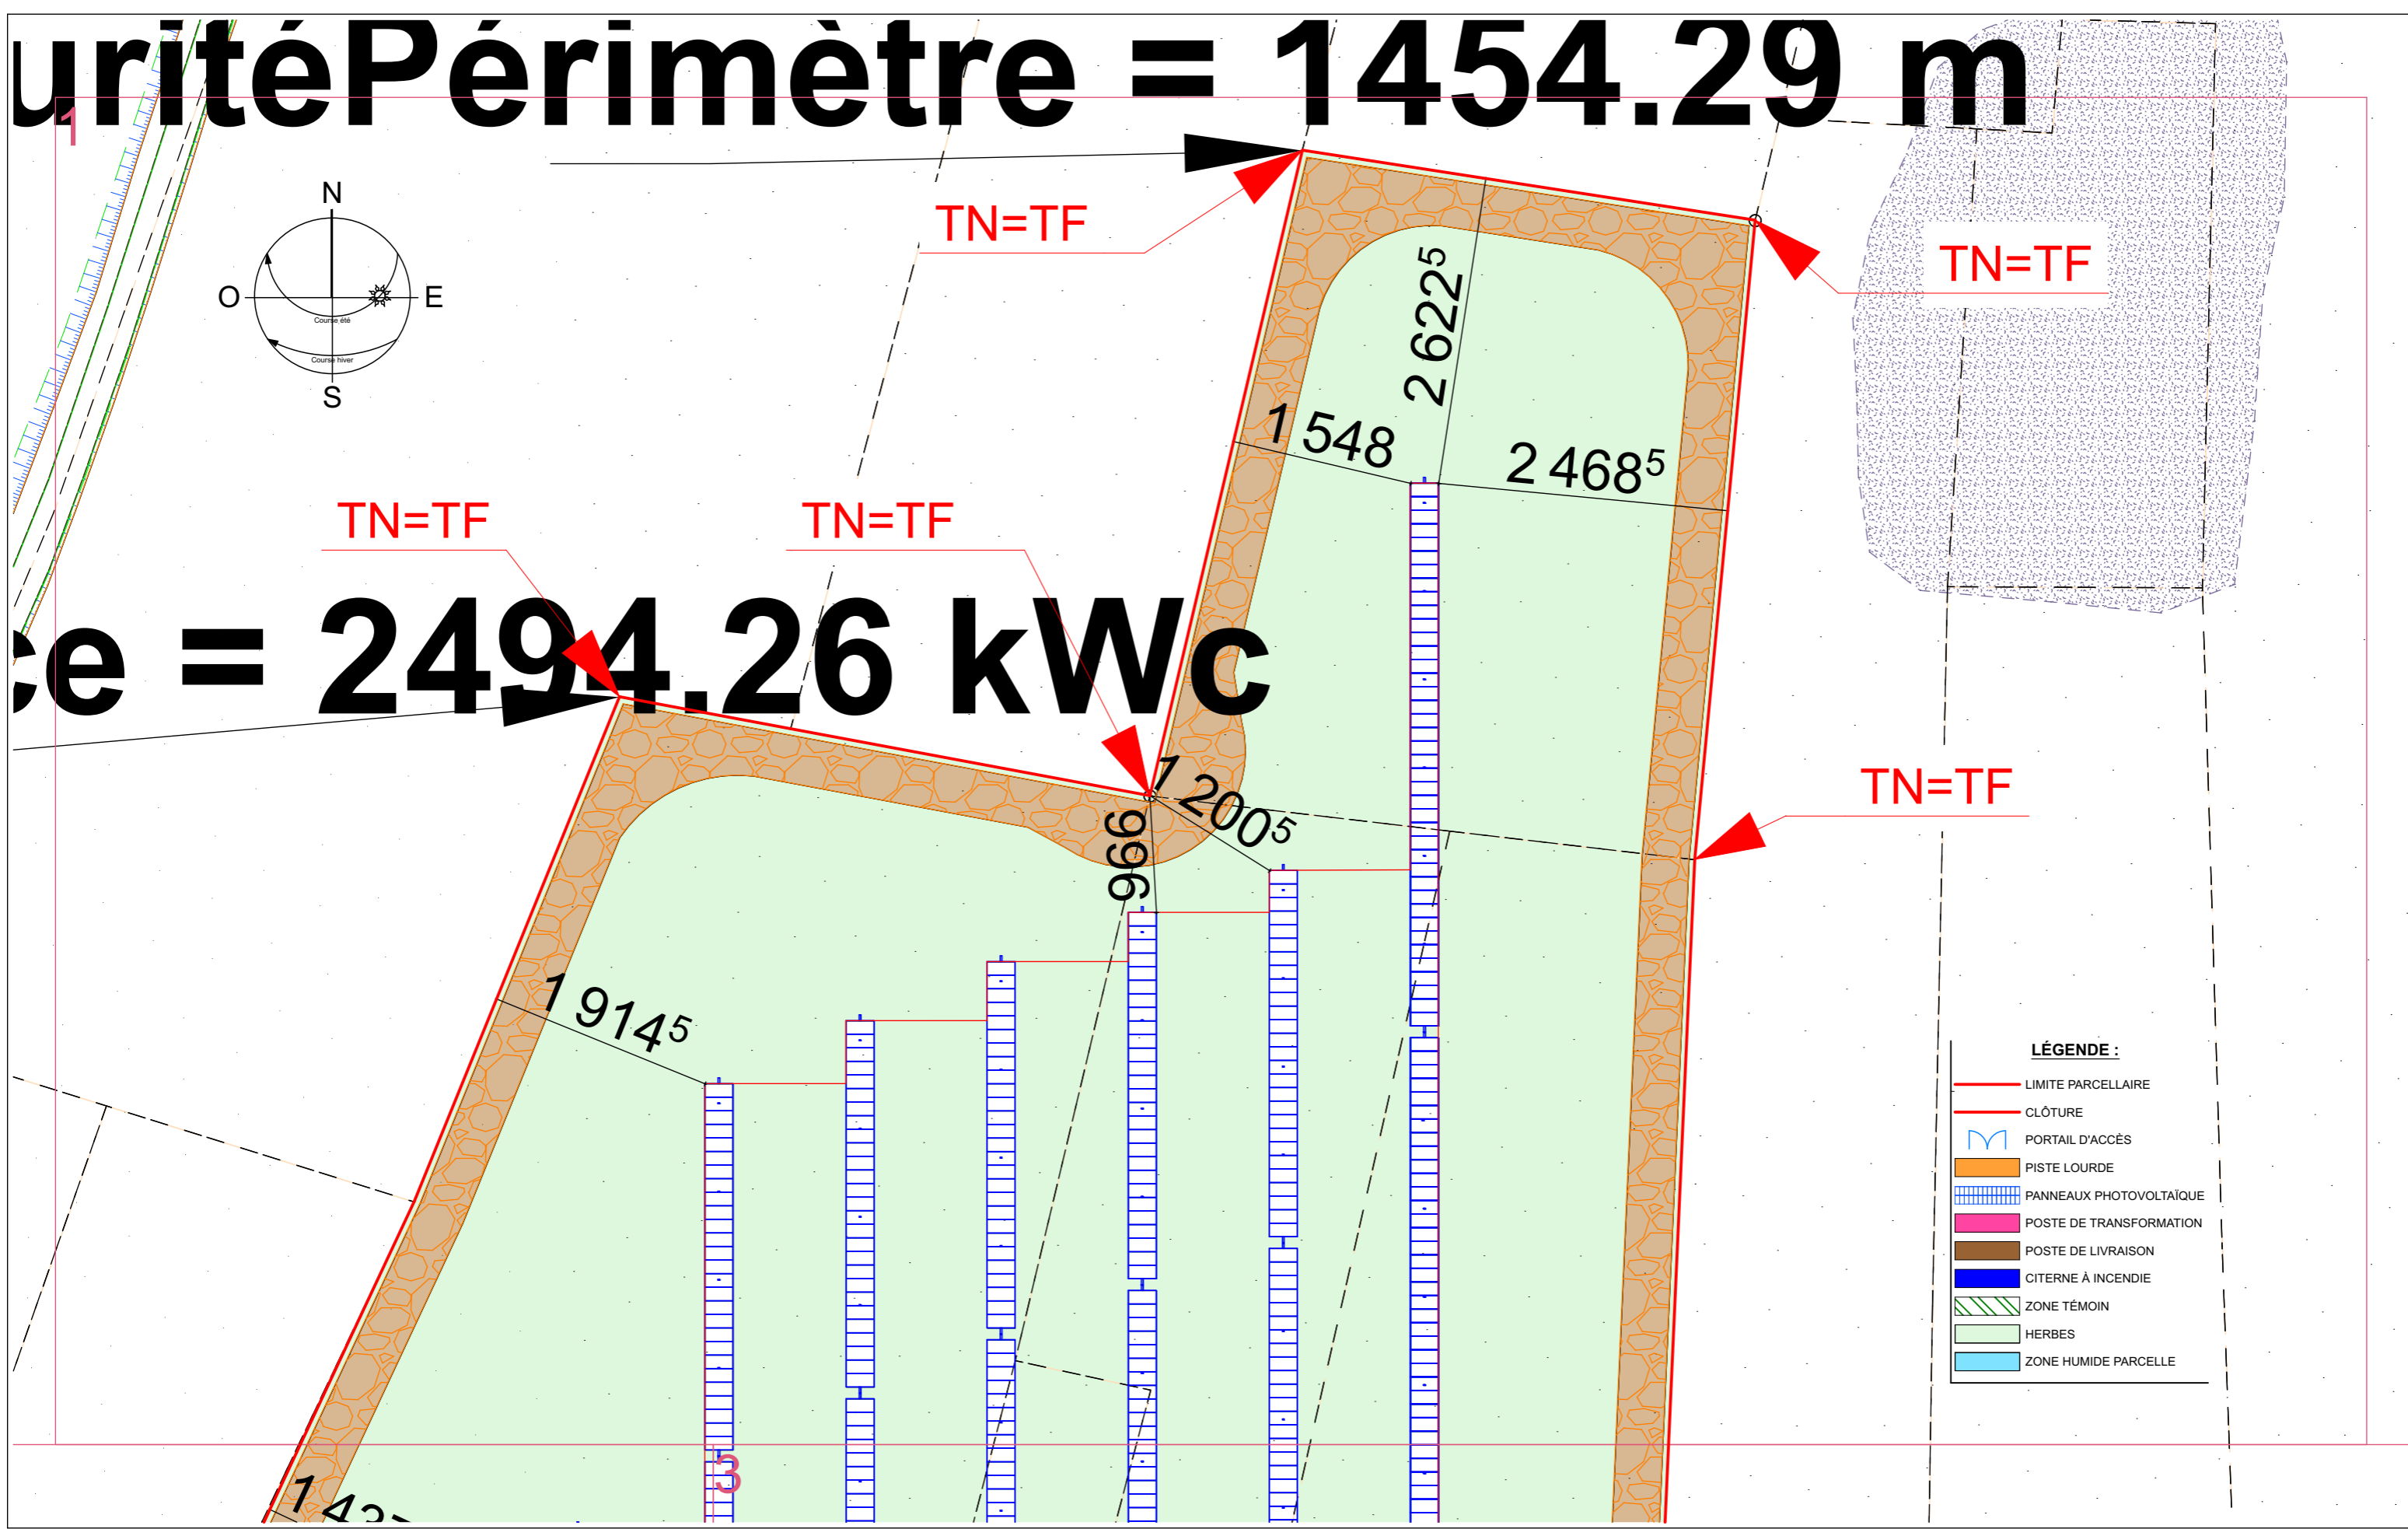 uritéPérimètre = 1454.29 m
1
N
O
E
Course été
Course hiver
S
TN=TF
TN=TF
2 622⁵
1 548
2 468⁵
TN=TF
TN=TF
ce = 2494.26 kWc
1 200⁵
996
TN=TF
1 914⁵
LÉGENDE :
LIMITE PARCELLAIRE
CLÔTURE
PORTAIL D'ACCÈS
PISTE LOURDE
PANNEAUX PHOTOVOLTAÏQUE
POSTE DE TRANSFORMATION
POSTE DE LIVRAISON
CITERNE À INCENDIE
ZONE TÉMOIN
HERBES
ZONE HUMIDE PARCELLE
3